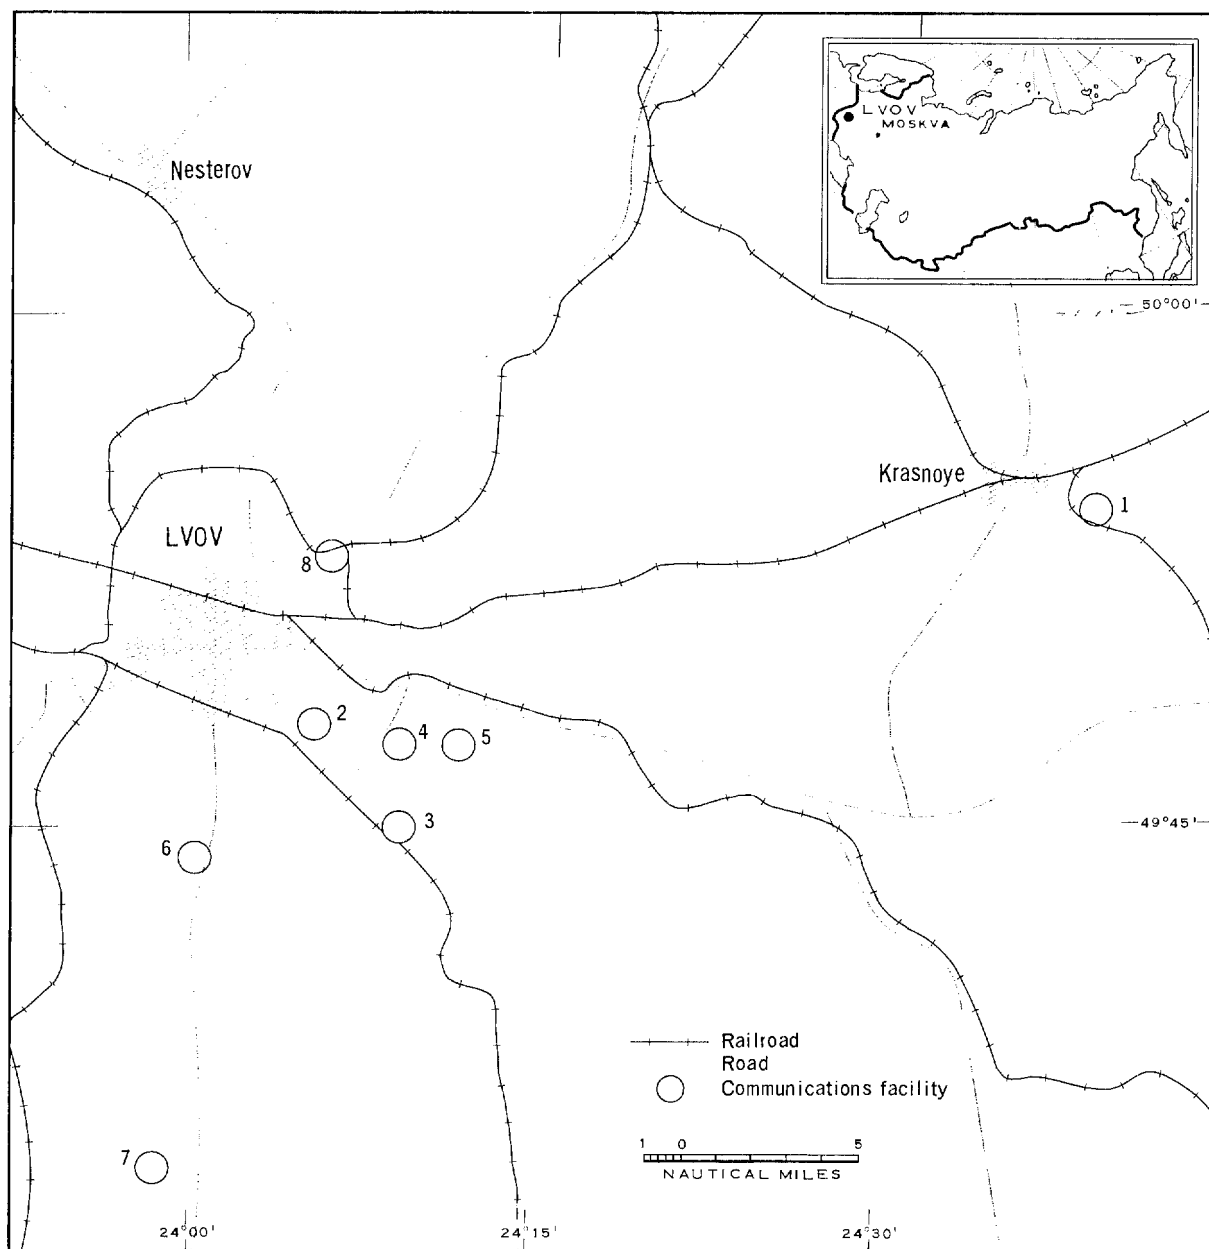 LVOV
MOSKVA
Nesterov
50°00'
Krasnoye
1
LVOV
8
2
4
5
3
49°45'
6
Railroad
Road
Communications facility
7
1 0 5
NAUTICAL MILES
24°00'
24°15'
24°30'